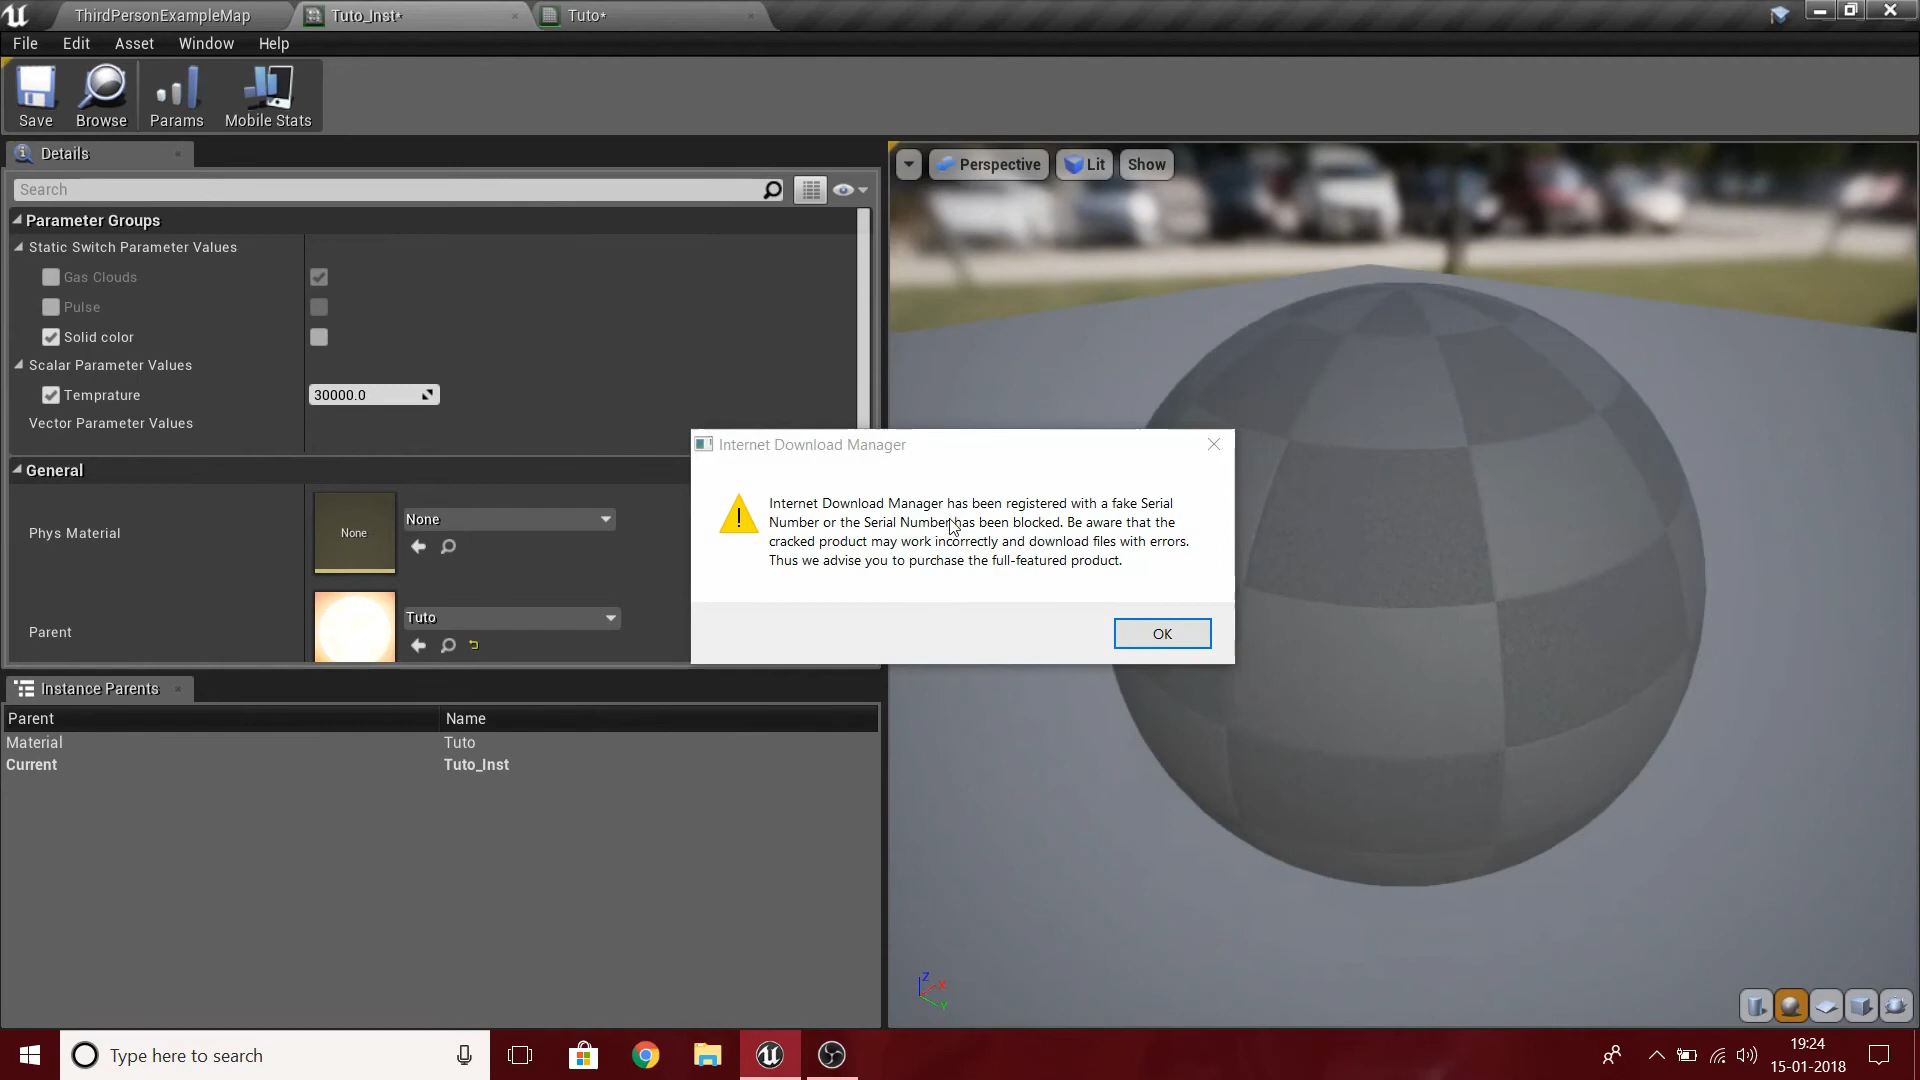 ThirdPersonExampleMap
Tuto_Inst*
Tuto*
File Edit Asset Window Help
Save Browse Params Mobile Stats
Details
Search
Parameter Groups
Static Switch Parameter Values
Gas Clouds
Pulse
Solid color
Scalar Parameter Values
Temprature 30000.0
Vector Parameter Values
General
Phys Material None None
Parent Tuto
Perspective Lit Show
Internet Download Manager
Internet Download Manager has been registered with a fake Serial
Number or the Serial Number has been blocked. Be aware that the
cracked product may work incorrectly and download files with errors.
Thus we advise you to purchase the full-featured product.
OK
Instance Parents
Parent Name
Material Tuto
Current Tuto_Inst
Z
X
Y
Type here to search
19:24
15-01-2018